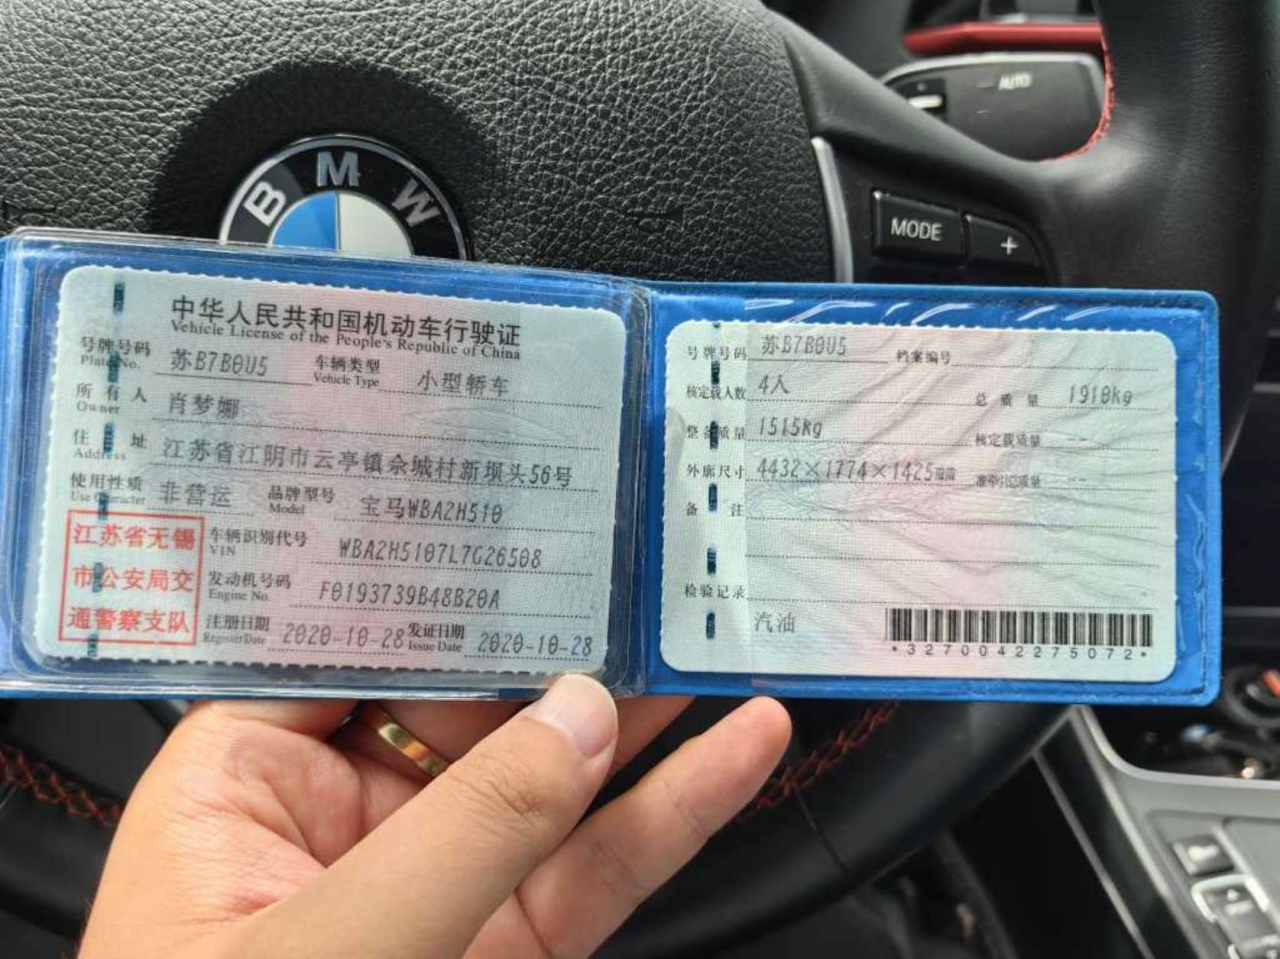 AUTO
BMW
MODE +
中华人民共和国机动车行驶证
Vehicle License of the People's Republic of China
号牌号码 苏B7B0U5 车辆类型 小型轿车
Plate No. Vehicle Type
所有人 肖梦娜
Owner
住址 江苏省江阴市云亭镇佘城村新坝头56号
Address
使用性质 非营运 品牌型号 宝马WBA2H510
Use Character Model
江苏省无锡
市公安局交
通警察支队
车辆识别代号 WBA2H5107L7G26508
VIN
发动机号码 F0193739B48B20A
Engine No.
注册日期 2020-10-28 发证日期 2020-10-28
Register Date Issue Date
号牌号码 苏B7B0U5 档案编号
核定载人数 4人 总质量 1910kg
整备质量 1515kg 核定载质量 --
外廓尺寸 4432×1774×1425 准牵引总质量 --
备注
检验记录
汽油
*3270042275072*